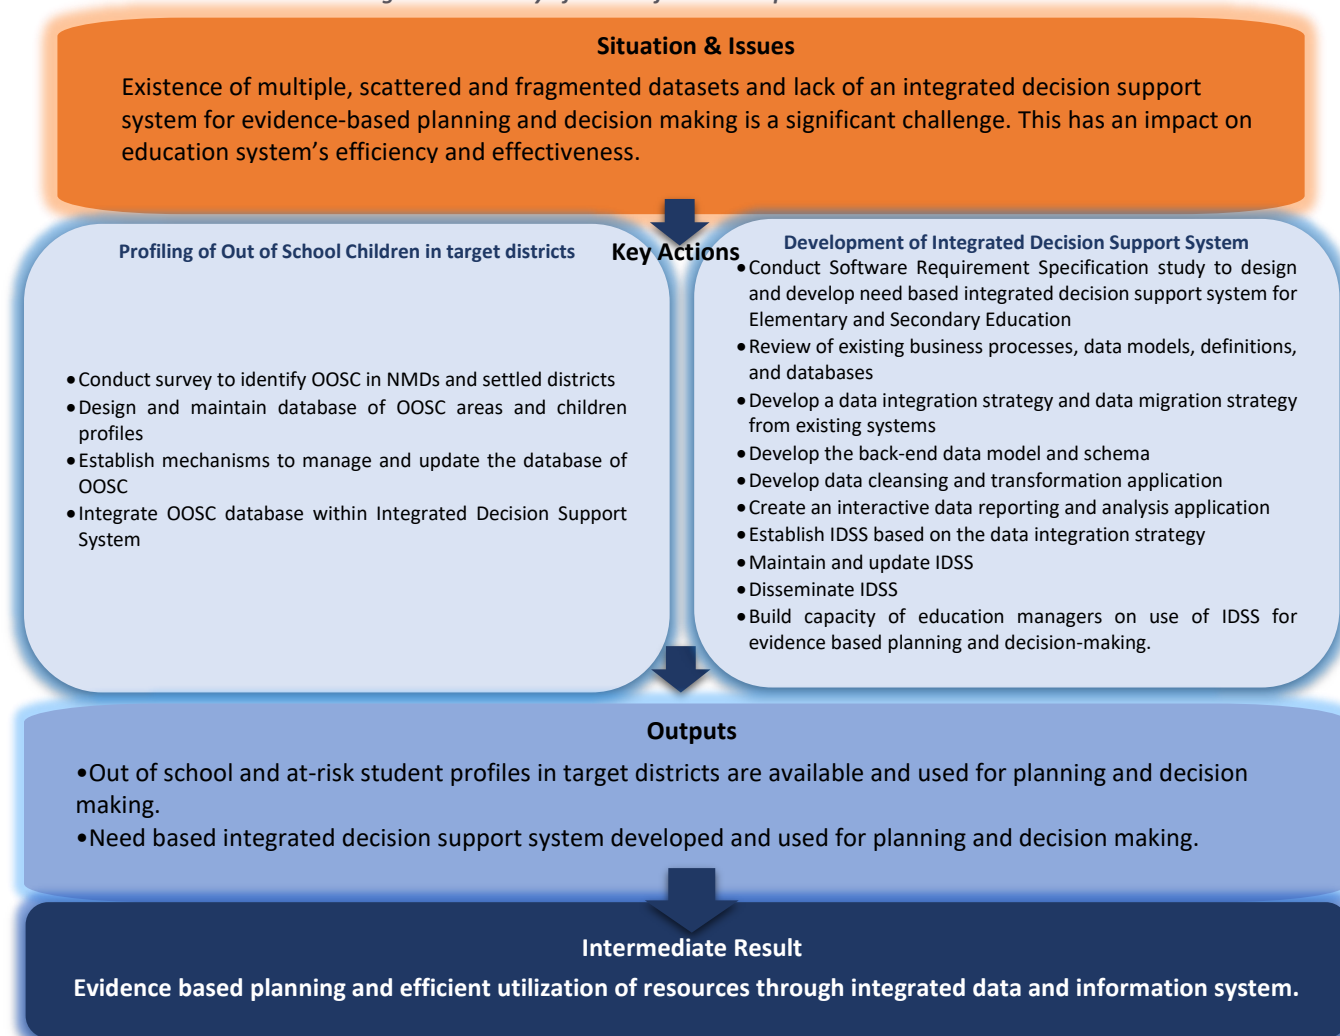 Situation & Issues
Existence of multiple, scattered and fragmented datasets and lack of an integrated decision support
system for evidence-based planning and decision making is a significant challenge. This has an impact on
education system's efficiency and effectiveness.
Key Actions
Profiling of Out of School Children in target districts
•Conduct survey to identify OOSC in NMDs and settled districts
•Design and maintain database of OOSC areas and children
profiles
•Establish mechanisms to manage and update the database of
OOSC
•Integrate OOSC database within Integrated Decision Support
System
Development of Integrated Decision Support System
•Conduct Software Requirement Specification study to design
and develop need based integrated decision support system for
Elementary and Secondary Education
•Review of existing business processes, data models, definitions,
and databases
•Develop a data integration strategy and data migration strategy
from existing systems
•Develop the back-end data model and schema
•Develop data cleansing and transformation application
•Create an interactive data reporting and analysis application
•Establish IDSS based on the data integration strategy
•Maintain and update IDSS
•Disseminate IDSS
•Build capacity of education managers on use of IDSS for
evidence based planning and decision-making.
Outputs
•Out of school and at-risk student profiles in target districts are available and used for planning and decision
making.
•Need based integrated decision support system developed and used for planning and decision making.
Intermediate Result
Evidence based planning and efficient utilization of resources through integrated data and information system.